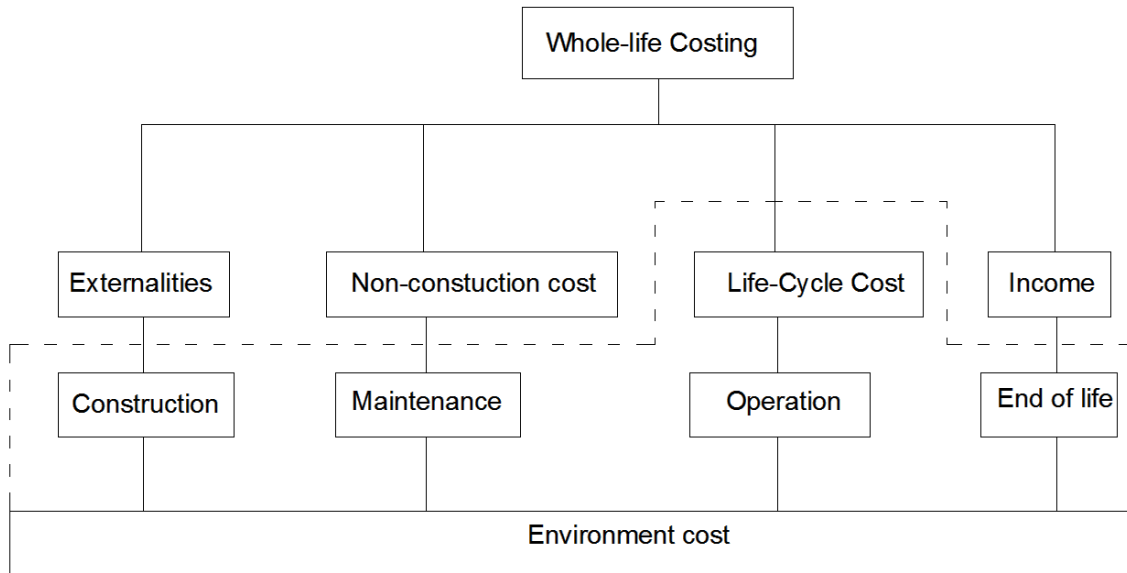 Whole-life Costing
Externalities
Non-constuction cost
Life-Cycle Cost
Income
Construction
Maintenance
Operation
End of life
Environment cost